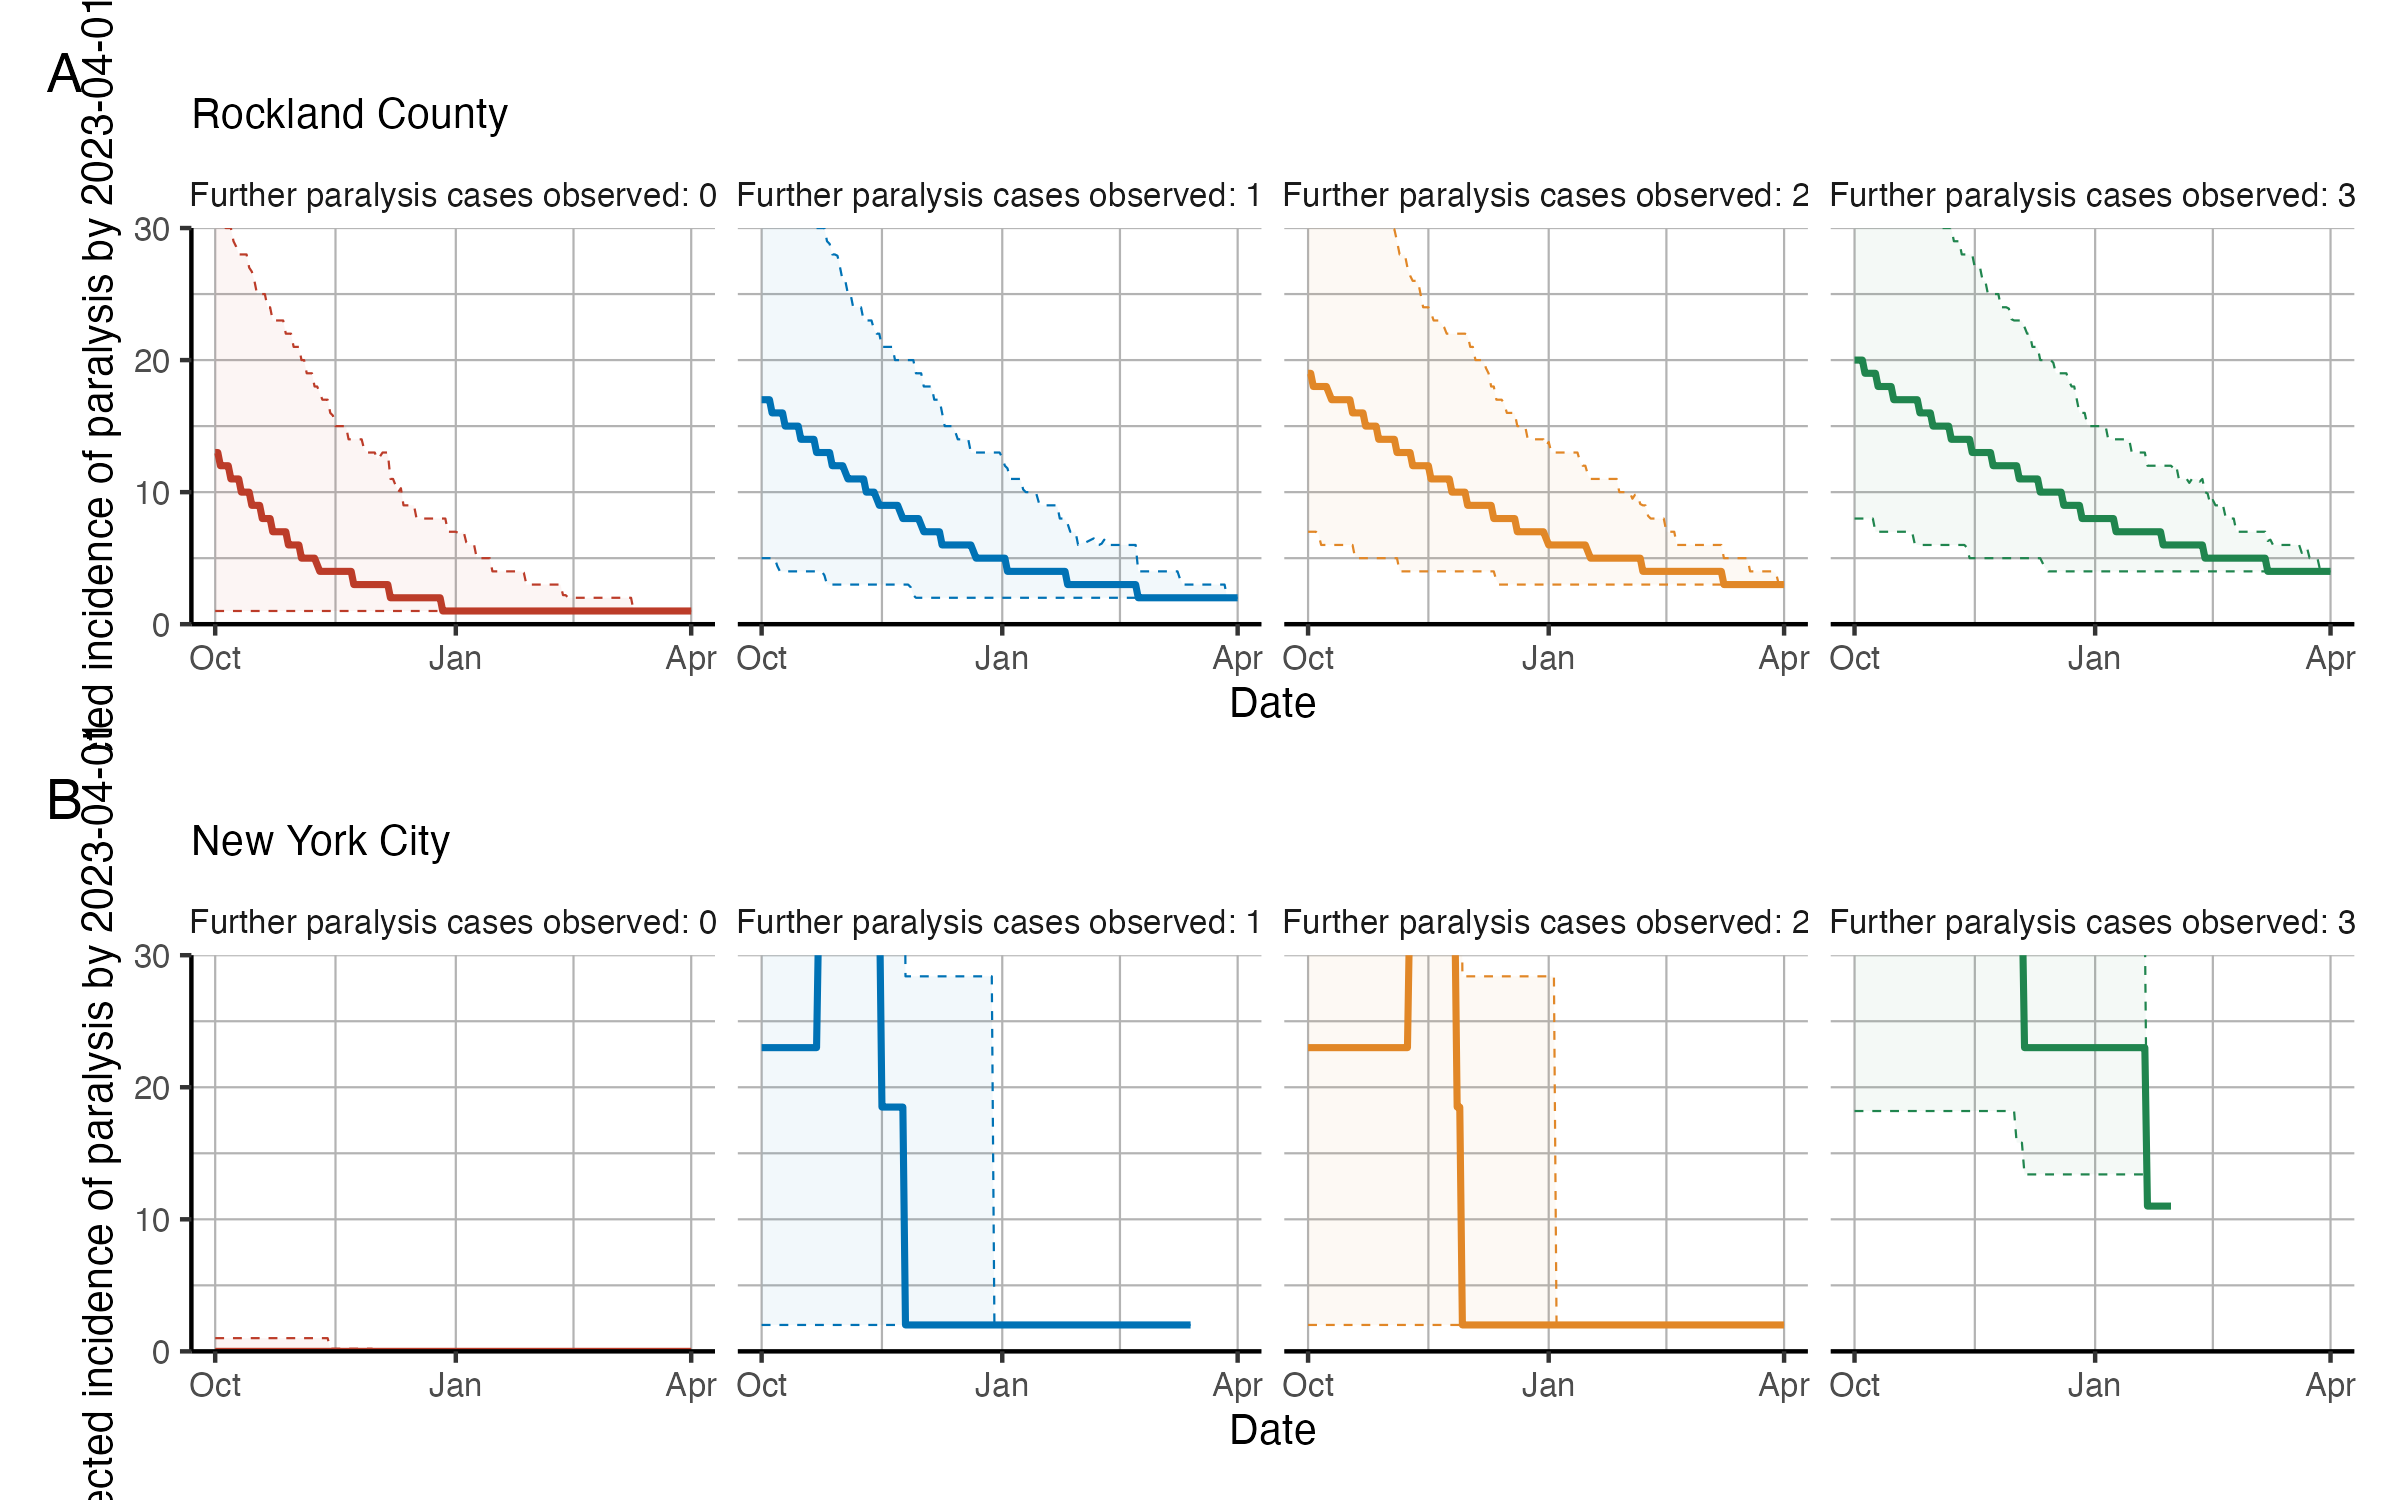 A
Rockland County
Further paralysis cases observed: 0
Further paralysis cases observed: 1
Further paralysis cases observed: 2
Further paralysis cases observed: 3
incidence of paralysis by 2023-04-01
30
20
10
0
Oct Jan Apr
Oct Jan Apr
Oct Jan Apr
Oct Jan Apr
Date
B
New York City
Further paralysis cases observed: 0
Further paralysis cases observed: 1
Further paralysis cases observed: 2
Further paralysis cases observed: 3
incidence of paralysis by 2023-04-01
30
20
10
0
Oct Jan Apr
Oct Jan Apr
Oct Jan Apr
Oct Jan Apr
Date